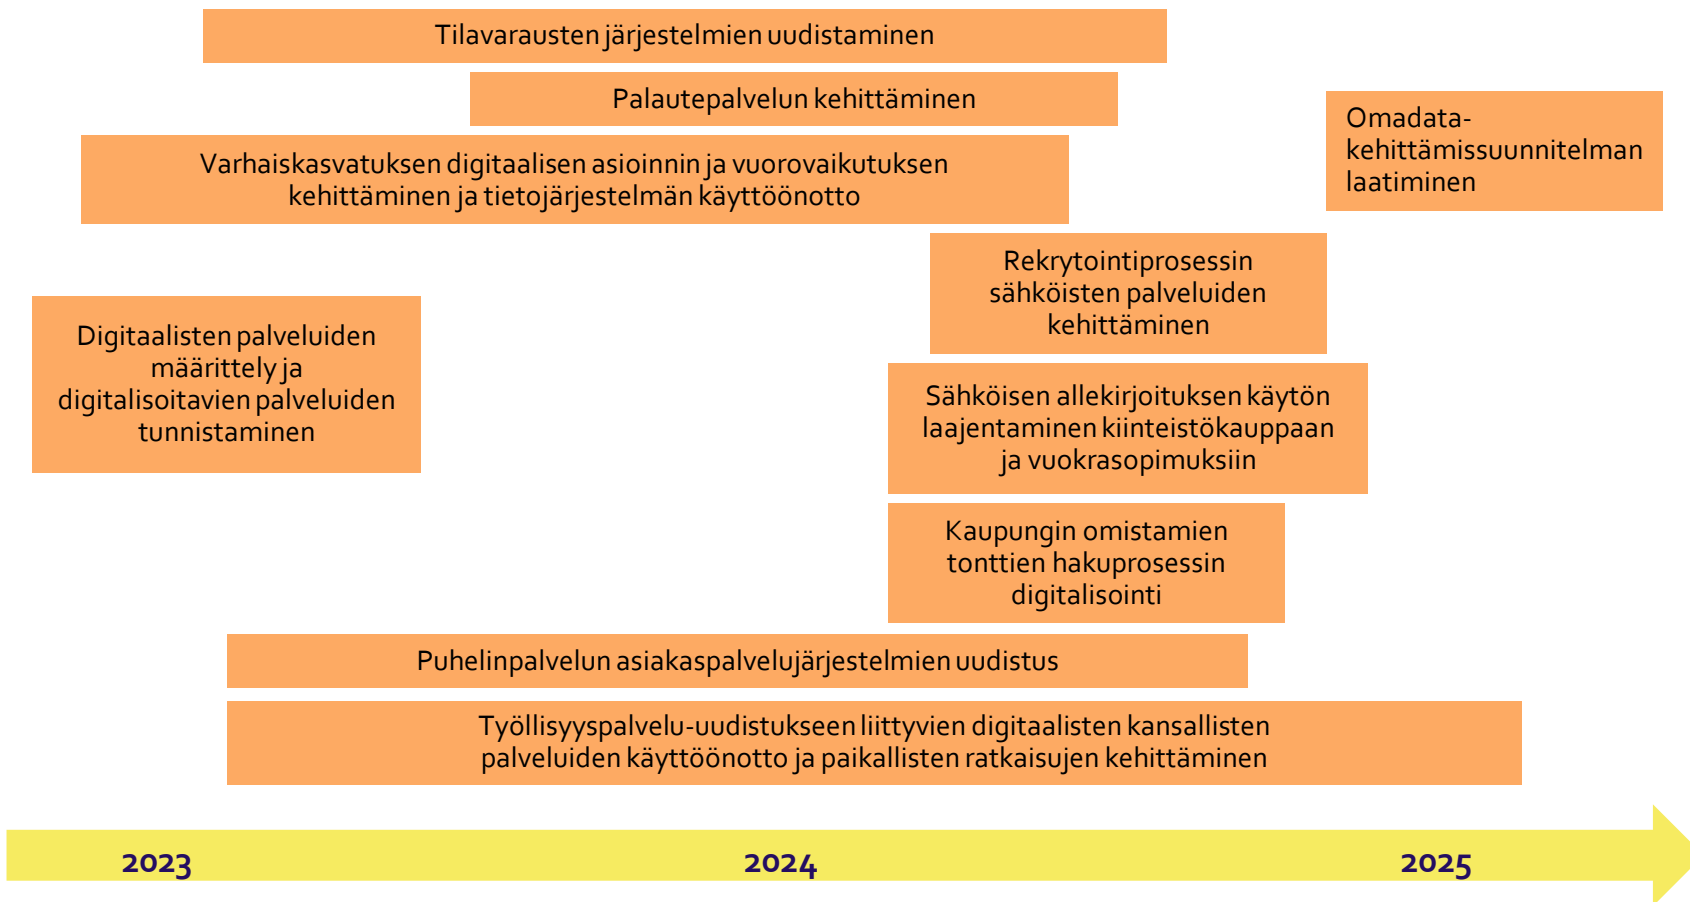 Tilavarausten järjestelmien uudistaminen
Palautepalvelun kehittäminen
Omadata-
kehittämissuunnitelman
laatiminen
Varhaiskasvatuksen digitaalisen asioinnin ja vuorovaikutuksen
kehittäminen ja tietojärjestelmän käyttöönotto
Rekrytointiprosessin
sähköisten palveluiden
kehittäminen
Digitaalisten palveluiden
määrittely ja
digitalisoitavien palveluiden
tunnistaminen
Sähköisen allekirjoituksen käytön
laajentaminen kiinteistökauppaan
ja vuokrasopimuksiin
Kaupungin omistamien
tonttien hakuprosessin
digitalisointi
Puhelinpalvelun asiakaspalvelujärjestelmien uudistus
Työllisyyspalvelu-uudistukseen liittyvien digitaalisten kansallisten
palveluiden käyttöönotto ja paikallisten ratkaisujen kehittäminen
2023 2024 2025